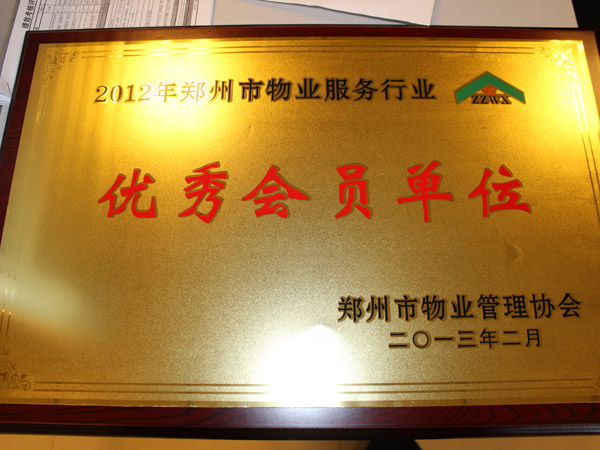 2012年郑州市物业服务行业
ZZWX
优秀会员单位
郑州市物业管理协会
二〇一三年二月